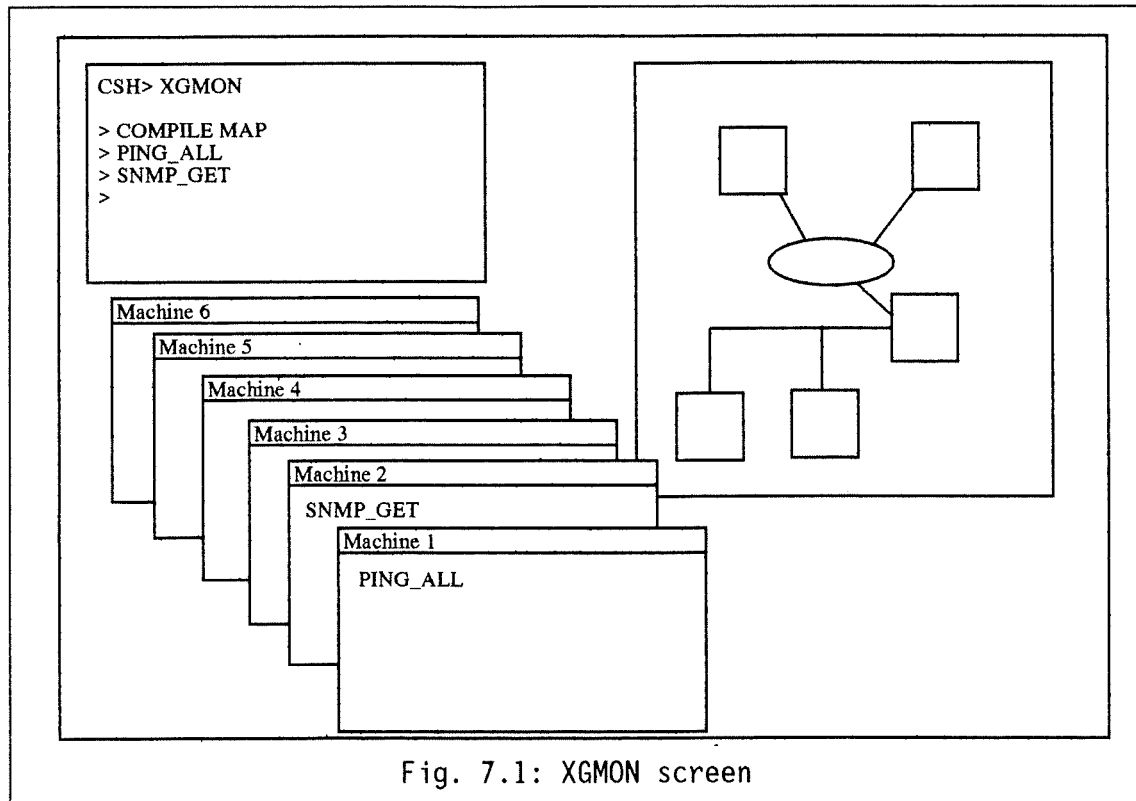 CSH> XGMON
> COMPILE MAP
> PING_ALL
> SNMP_GET
>
Machine 6
Machine 5
Machine 4
Machine 3
Machine 2
SNMP_GET
Machine 1
PING_ALL
Fig. 7.1: XGMON screen